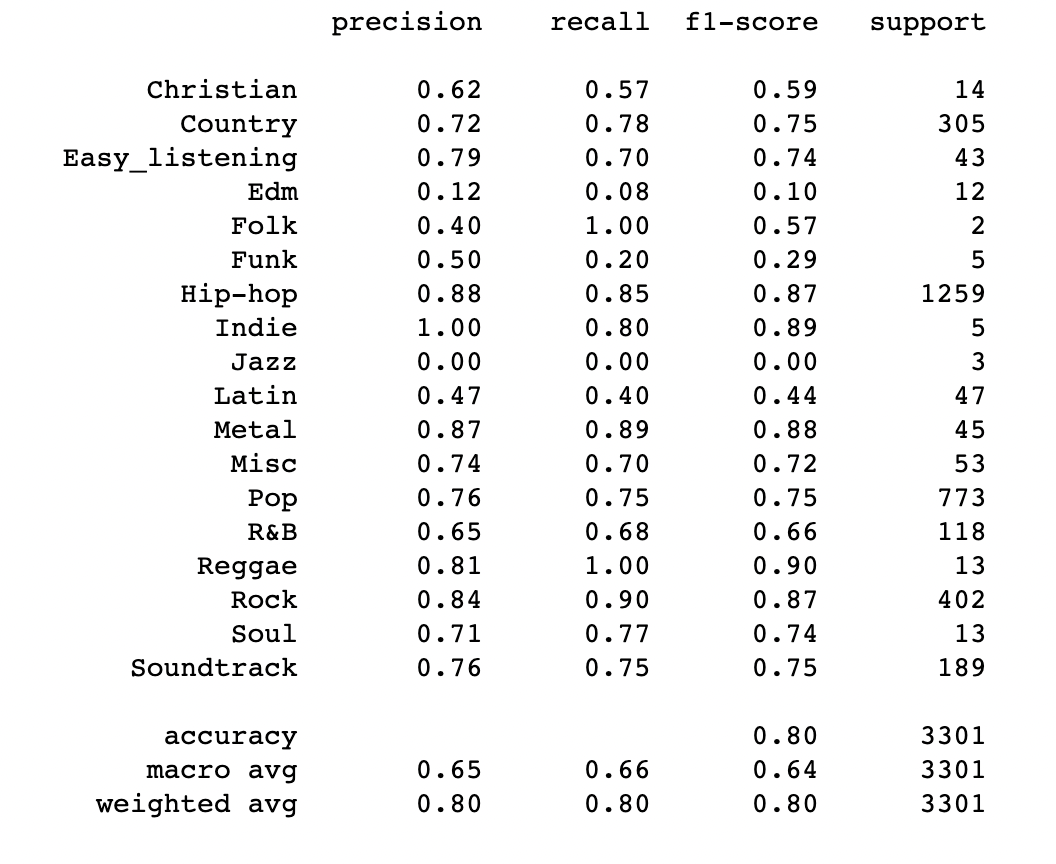 precision recall f1-score support
Christian 0.62 0.57 0.59 14
Country 0.72 0.78 0.75 305
Easy_listening 0.79 0.70 0.74 43
Edm 0.12 0.08 0.10 12
Folk 0.40 1.00 0.57 2
Funk 0.50 0.20 0.29 5
Hip-hop 0.88 0.85 0.87 1259
Indie 1.00 0.80 0.89 5
Jazz 0.00 0.00 0.00 3
Latin 0.47 0.40 0.44 47
Metal 0.87 0.89 0.88 45
Misc 0.74 0.70 0.72 53
Pop 0.76 0.75 0.75 773
R&B 0.65 0.68 0.66 118
Reggae 0.81 1.00 0.90 13
Rock 0.84 0.90 0.87 402
Soul 0.71 0.77 0.74 13
Soundtrack 0.76 0.75 0.75 189
accuracy 0.80 3301
macro avg 0.65 0.66 0.64 3301
weighted avg 0.80 0.80 0.80 3301